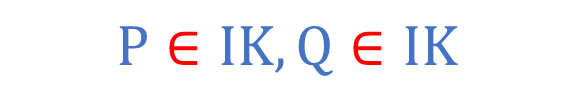 P ∈ IK, Q ∈ IK